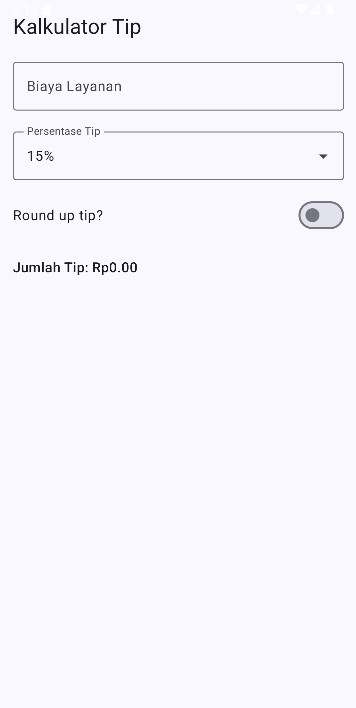 Kalkulator Tip
Biaya Layanan
Persentase Tip
15%
Round up tip?
Jumlah Tip: Rp0.00